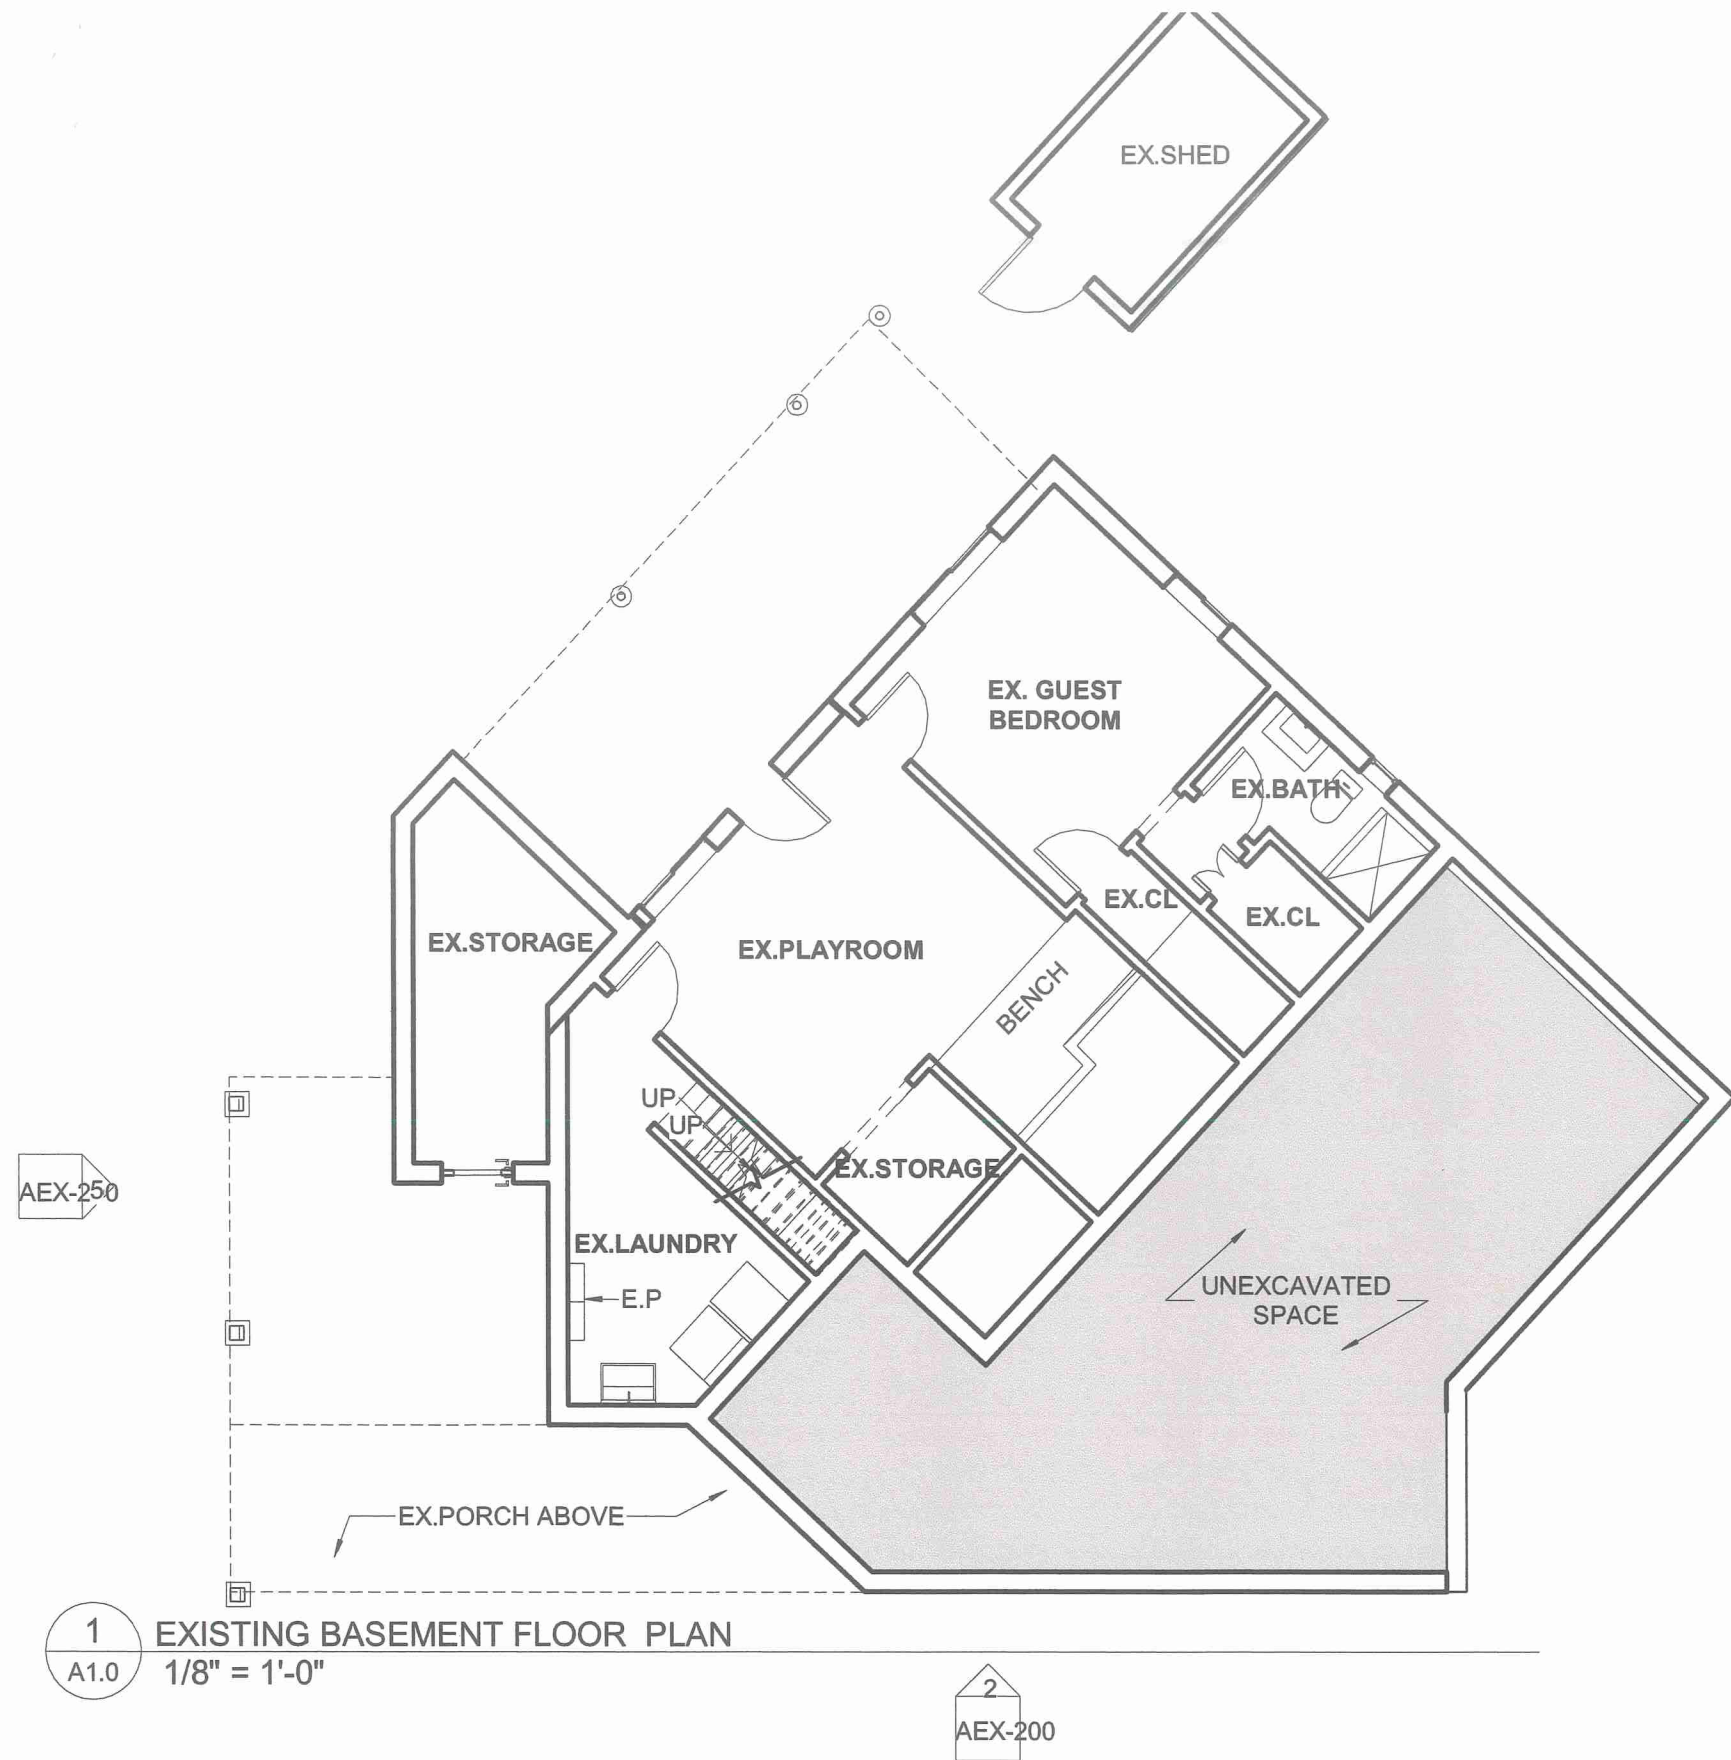 EX.SHED
EX. GUEST
BEDROOM
EX.BATH
EX.CL
EX.CL
EX.STORAGE
EX.PLAYROOM
BENCH
UP
UP
EX.STORAGE
AEX-250
EX.LAUNDRY
E.P
UNEXCAVATED
SPACE
EX.PORCH ABOVE
1
A1.0
EXISTING BASEMENT FLOOR PLAN
1/8" = 1'-0"
2
AEX-200